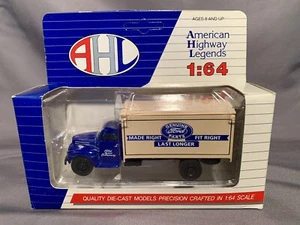 AHL
AGES 8 AND UP
American
Highway
Legends
1:64
GENUINE
Ford
PARTS
MADE RIGHT FIT RIGHT
LAST LONGER
QUALITY DIE-CAST MODELS PRECISION CRAFTED IN 1:64 SCALE